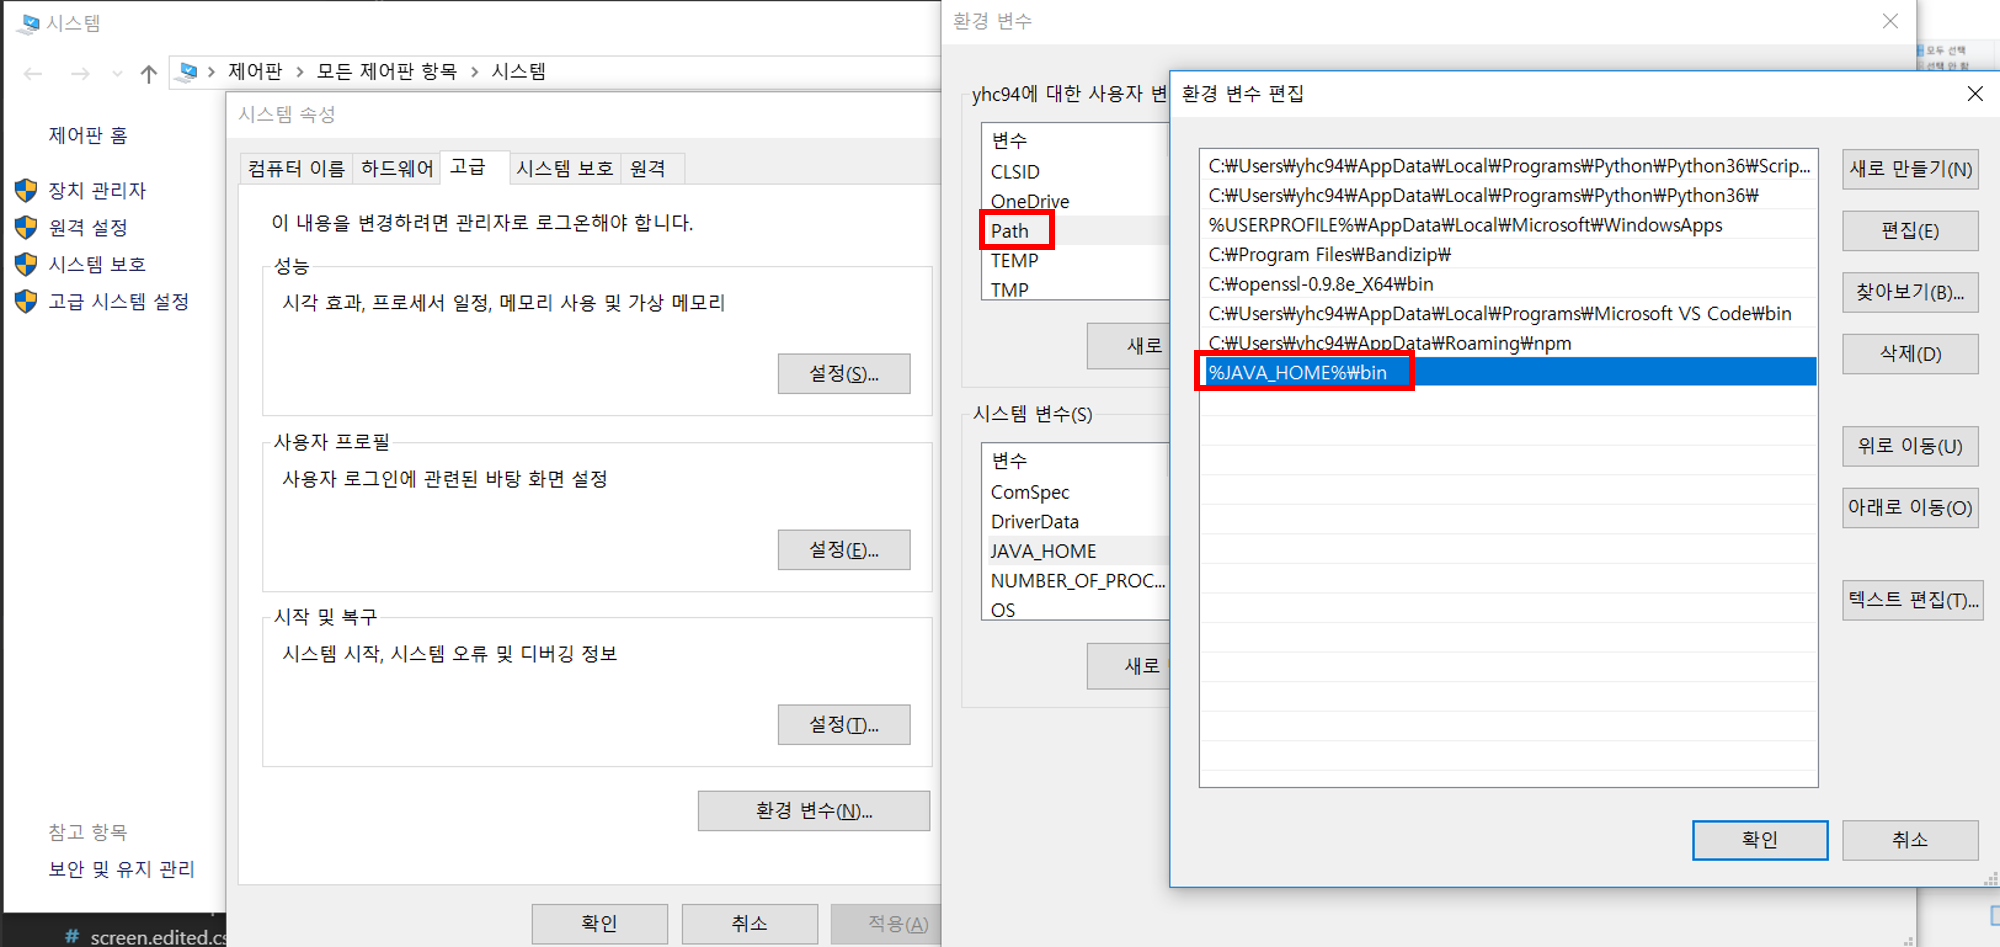 시스템
제어판 > 모든 제어판 항목 > 시스템
제어판 홈
장치 관리자
원격 설정
시스템 보호
고급 시스템 설정
참고 항목
보안 및 유지 관리
# screen.edited.cs
시스템 속성
컴퓨터 이름 하드웨어 고급 시스템 보호 원격
이 내용을 변경하려면 관리자로 로그온해야 합니다.
성능
시각 효과, 프로세서 일정, 메모리 사용 및 가상 메모리
설정(S)...
사용자 프로필
사용자 로그인에 관련된 바탕 화면 설정
설정(E)...
시작 및 복구
시스템 시작, 시스템 오류 및 디버깅 정보
설정(T)...
환경 변수(N)...
확인 취소 적용(A)
환경 변수
yhc94에 대한 사용자 변
변수
CLSID
OneDrive
Path
TEMP
TMP
새로
시스템 변수(S)
변수
ComSpec
DriverData
JAVA_HOME
NUMBER_OF_PROC...
OS
새로
모두 선택
선택 안 함
환경 변수 편집
C:₩Users₩yhc94₩AppData₩Local₩Programs₩Python₩Python36₩Scrip...
C:₩Users₩yhc94₩AppData₩Local₩Programs₩Python₩Python36₩
%USERPROFILE%₩AppData₩Local₩Microsoft₩WindowsApps
C:₩Program Files₩Bandizip₩
C:₩openssl-0.9.8e_X64₩bin
C:₩Users₩yhc94₩AppData₩Local₩Programs₩Microsoft VS Code₩bin
C:₩Users₩yhc94₩AppData₩Roaming₩npm
%JAVA_HOME%₩bin
새로 만들기(N)
편집(E)
찾아보기(B)...
삭제(D)
위로 이동(U)
아래로 이동(O)
텍스트 편집(T)...
확인 취소